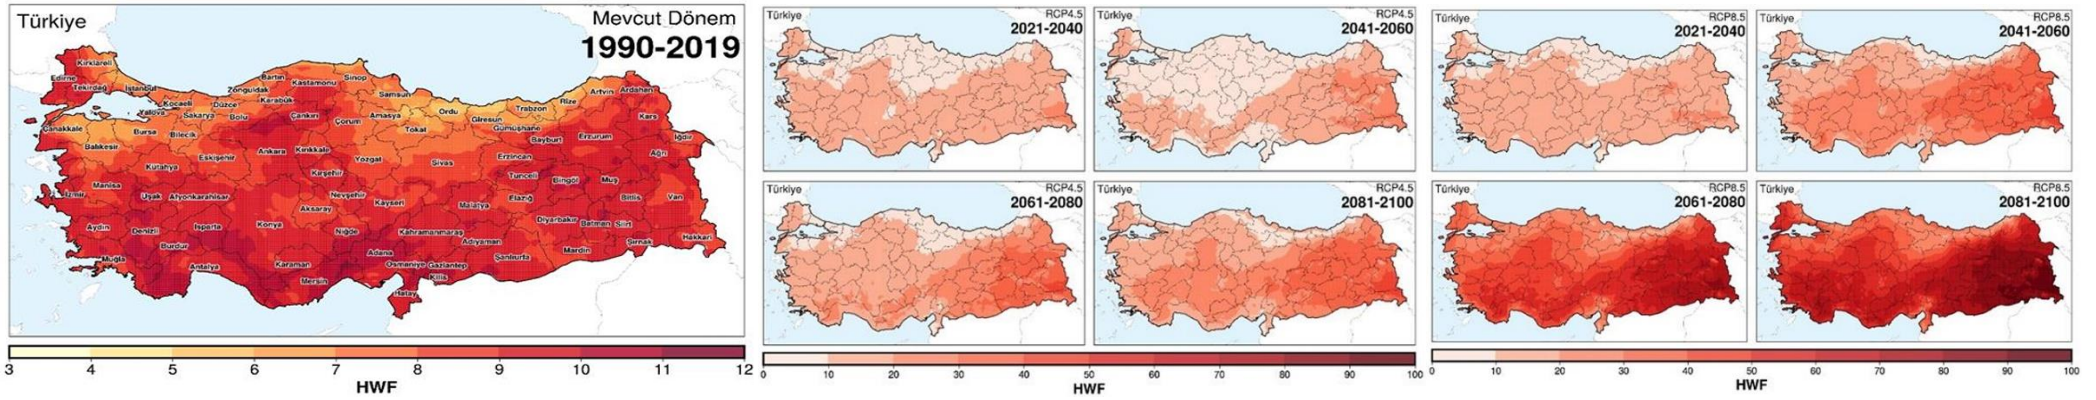 Türkiye
Mevcut Dönem
1990-2019
Kırklareli
Edirne
Tekirdağ
İstanbul
Kocaeli
Yalova
Sakarya
Düzce
Zonguldak
Bartın
Karabük
Kastamonu
Sinop
Samsun
Ordu
Giresun
Trabzon
Rize
Artvin
Ardahan
Kars
Iğdır
Çanakkale
Balıkesir
Bursa
Bilecik
Bolu
Çankırı
Çorum
Amasya
Tokat
Gümüşhane
Bayburt
Erzurum
Ağrı
Kütahya
Eskişehir
Ankara
Kırıkkale
Yozgat
Sivas
Erzincan
Tunceli
Bingöl
Muş
Kırşehir
İzmir
Manisa
Uşak
Afyonkarahisar
Nevşehir
Kayseri
Aksaray
Malatya
Elazığ
Bitlis
Van
Aydın
Denizli
Isparta
Konya
Niğde
Kahramanmaraş
Adıyaman
Diyarbakır
Batman
Siirt
Şırnak
Hakkari
Burdur
Muğla
Antalya
Karaman
Mersin
Adana
Osmaniye
Gaziantep
Kilis
Hatay
Şanlıurfa
Mardin
3 4 5 6 7 8 9 10 11 12
HWF
Türkiye
RCP4.5
2021-2040
Türkiye
RCP4.5
2041-2060
Türkiye
RCP4.5
2061-2080
Türkiye
RCP4.5
2081-2100
0 10 20 30 40 50 60 70 80 90 100
HWF
Türkiye
RCP8.5
2021-2040
Türkiye
RCP8.5
2041-2060
Türkiye
RCP8.5
2061-2080
Türkiye
RCP8.5
2081-2100
0 10 20 30 40 50 60 70 80 90 100
HWF